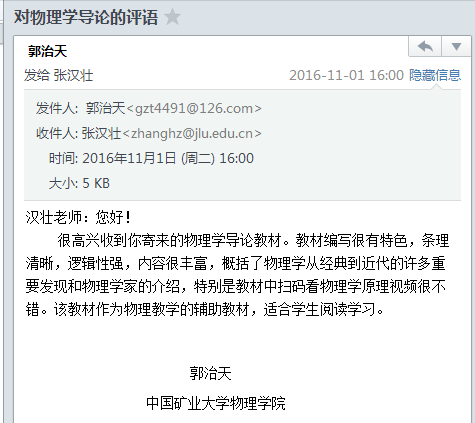 对物理学导论的评语
郭治天
发给 张汉壮 2016-11-01 16:00 隐藏信息
发件人: 郭治天<gzt4491@126.com>
收件人: 张汉壮<zhanghz@jlu.edu.cn>
时间: 2016年11月1日 (周二) 16:00
大小: 5 KB
汉壮老师：您好！
很高兴收到你寄来的物理学导论教材。教材编写很有特色，条理
清晰，逻辑性强，内容很丰富，概括了物理学从经典到近代的许多重
要发现和物理学家的介绍，特别是教材中扫码看物理学原理视频很不
错。该教材作为物理教学的辅助教材，适合学生阅读学习。
郭治天
中国矿业大学物理学院